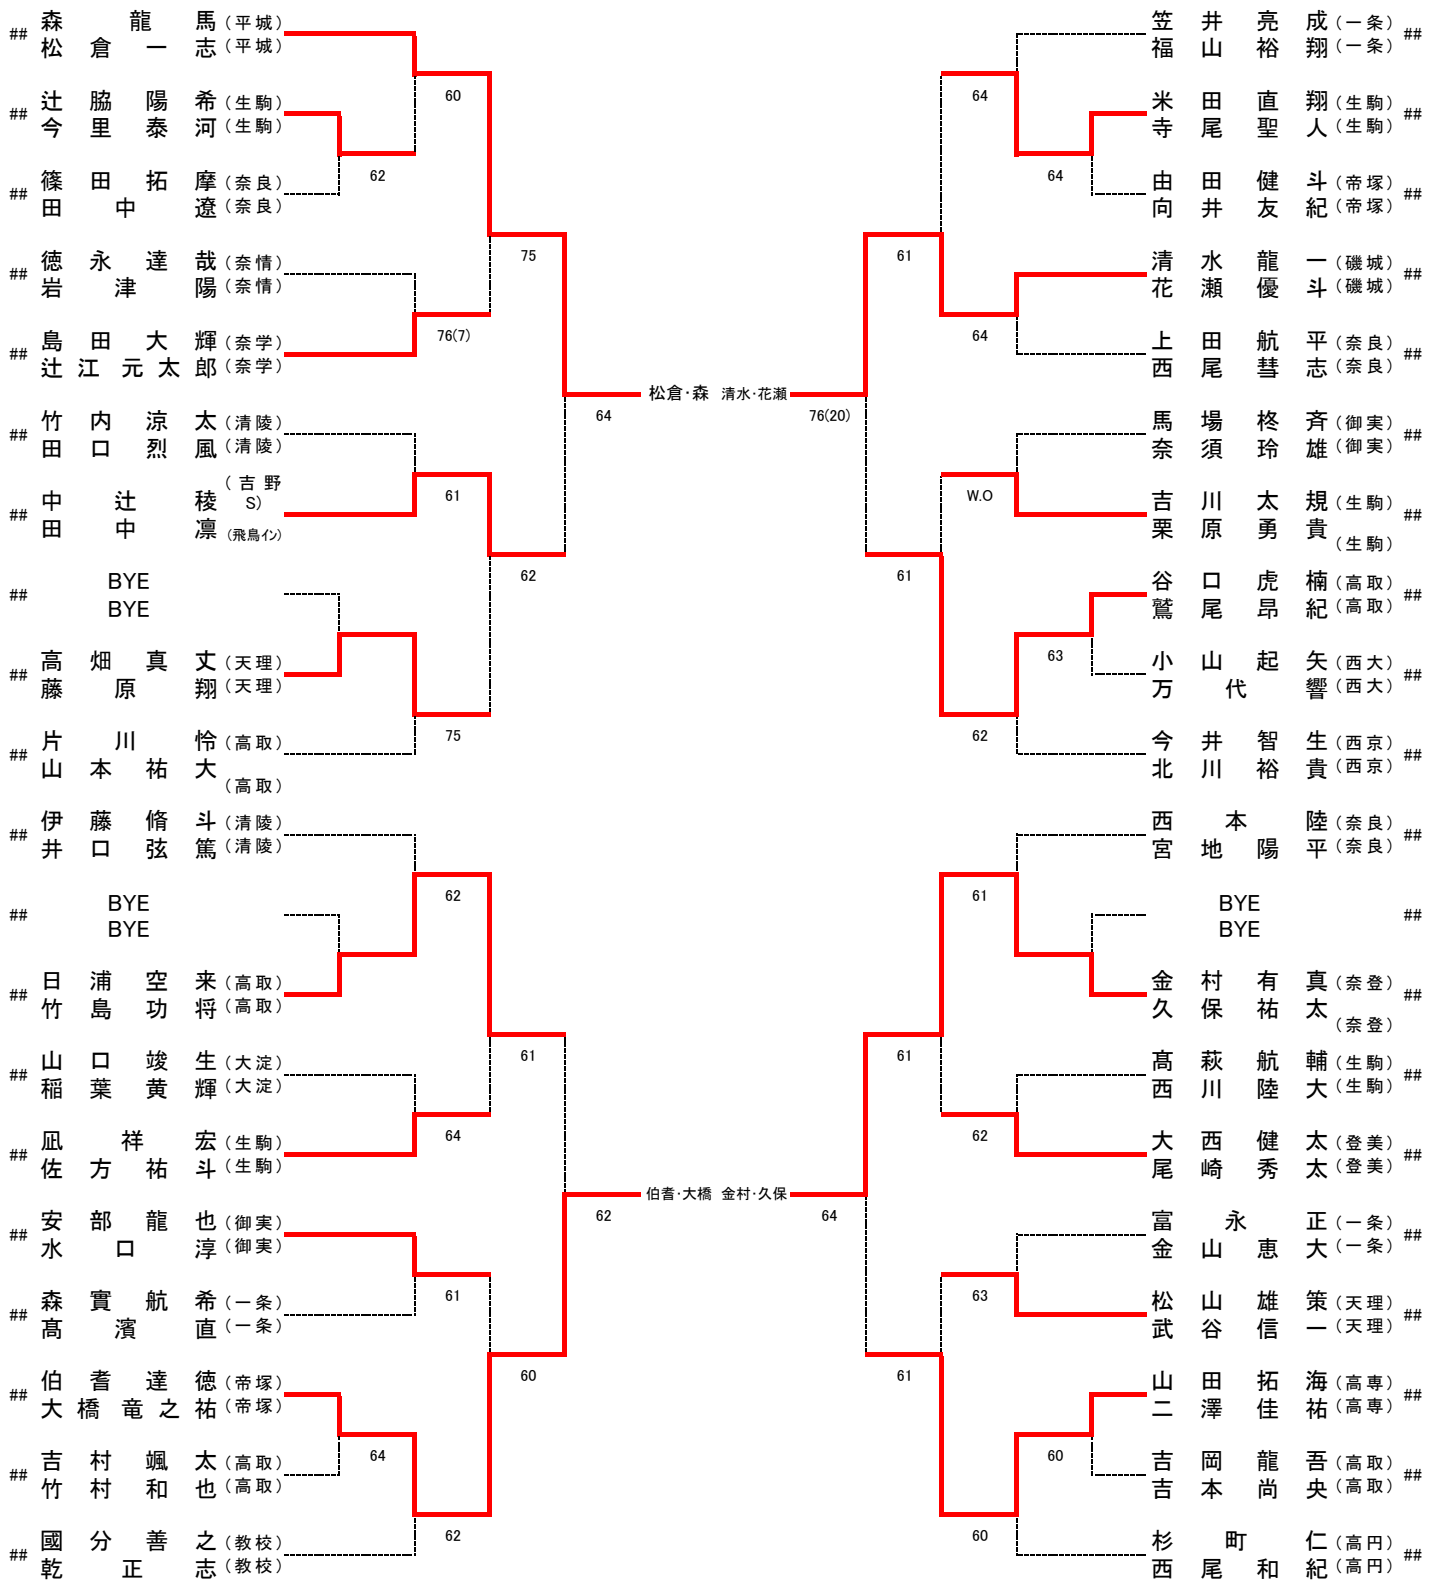 ## 森龍馬（平城）
松倉一志（平城）
## 辻脇陽希（生駒）
今里泰河（生駒）
## 篠田拓摩（奈良）
田中遼（奈良）
## 徳永達哉（奈情）
岩津陽（奈情）
## 島田大輝（奈学）
辻江元太郎（奈学）
## 竹内涼太（清陵）
田口烈風（清陵）
## 中辻稜（吉野S）
田中凛（飛鳥イン）
## BYE
BYE
## 高畑真丈（天理）
藤原翔（天理）
## 片川怜（高取）
山本祐大（高取）
## 伊藤脩斗（清陵）
井口弦篤（清陵）
## BYE
BYE
## 日浦空来（高取）
竹島功将（高取）
## 山口竣生（大淀）
稲葉黄輝（大淀）
## 凪祥宏（生駒）
佐方祐斗（生駒）
## 安部龍也（御実）
水口淳（御実）
## 森實航希（一条）
髙濱直（一条）
## 伯耆達徳（帝塚）
大橋竜之祐（帝塚）
## 吉村颯太（高取）
竹村和也（高取）
## 國分善之（教校）
乾正志（教校）
60
62
75
76(7)
64
61
62
75
62
61
64
62
61
60
64
62
松倉・森 清水・花瀬
伯耆・大橋 金村・久保
64
64
61
64
76(20)
W.O
61
63
62
61
61
62
64
63
61
60
60
笠井亮成（一条） ##
福山裕翔（一条）
米田直翔（生駒） ##
寺尾聖人（生駒）
由田健斗（帝塚） ##
向井友紀（帝塚）
清水龍一（磯城） ##
花瀬優斗（磯城）
上田航平（奈良） ##
西尾彗志（奈良）
馬場柊斉（御実） ##
奈須玲雄（御実）
吉川太規（生駒） ##
栗原勇貴（生駒）
谷口虎楠（高取） ##
鷲尾昂紀（高取）
小山起矢（西大） ##
万代響（西大）
今井智生（西京） ##
北川裕貴（西京）
西本陸（奈良） ##
宮地陽平（奈良）
BYE ##
BYE
金村有真（奈登） ##
久保祐太（奈登）
髙萩航輔（生駒） ##
西川陸大（生駒）
大西健太（登美） ##
尾崎秀太（登美）
富永正（一条） ##
金山恵大（一条）
松山雄策（天理） ##
武谷信一（天理）
山田拓海（高専） ##
二澤佳祐（高専）
吉岡龍吾（高取） ##
吉本尚央（高取）
杉町仁（高円） ##
西尾和紀（高円）